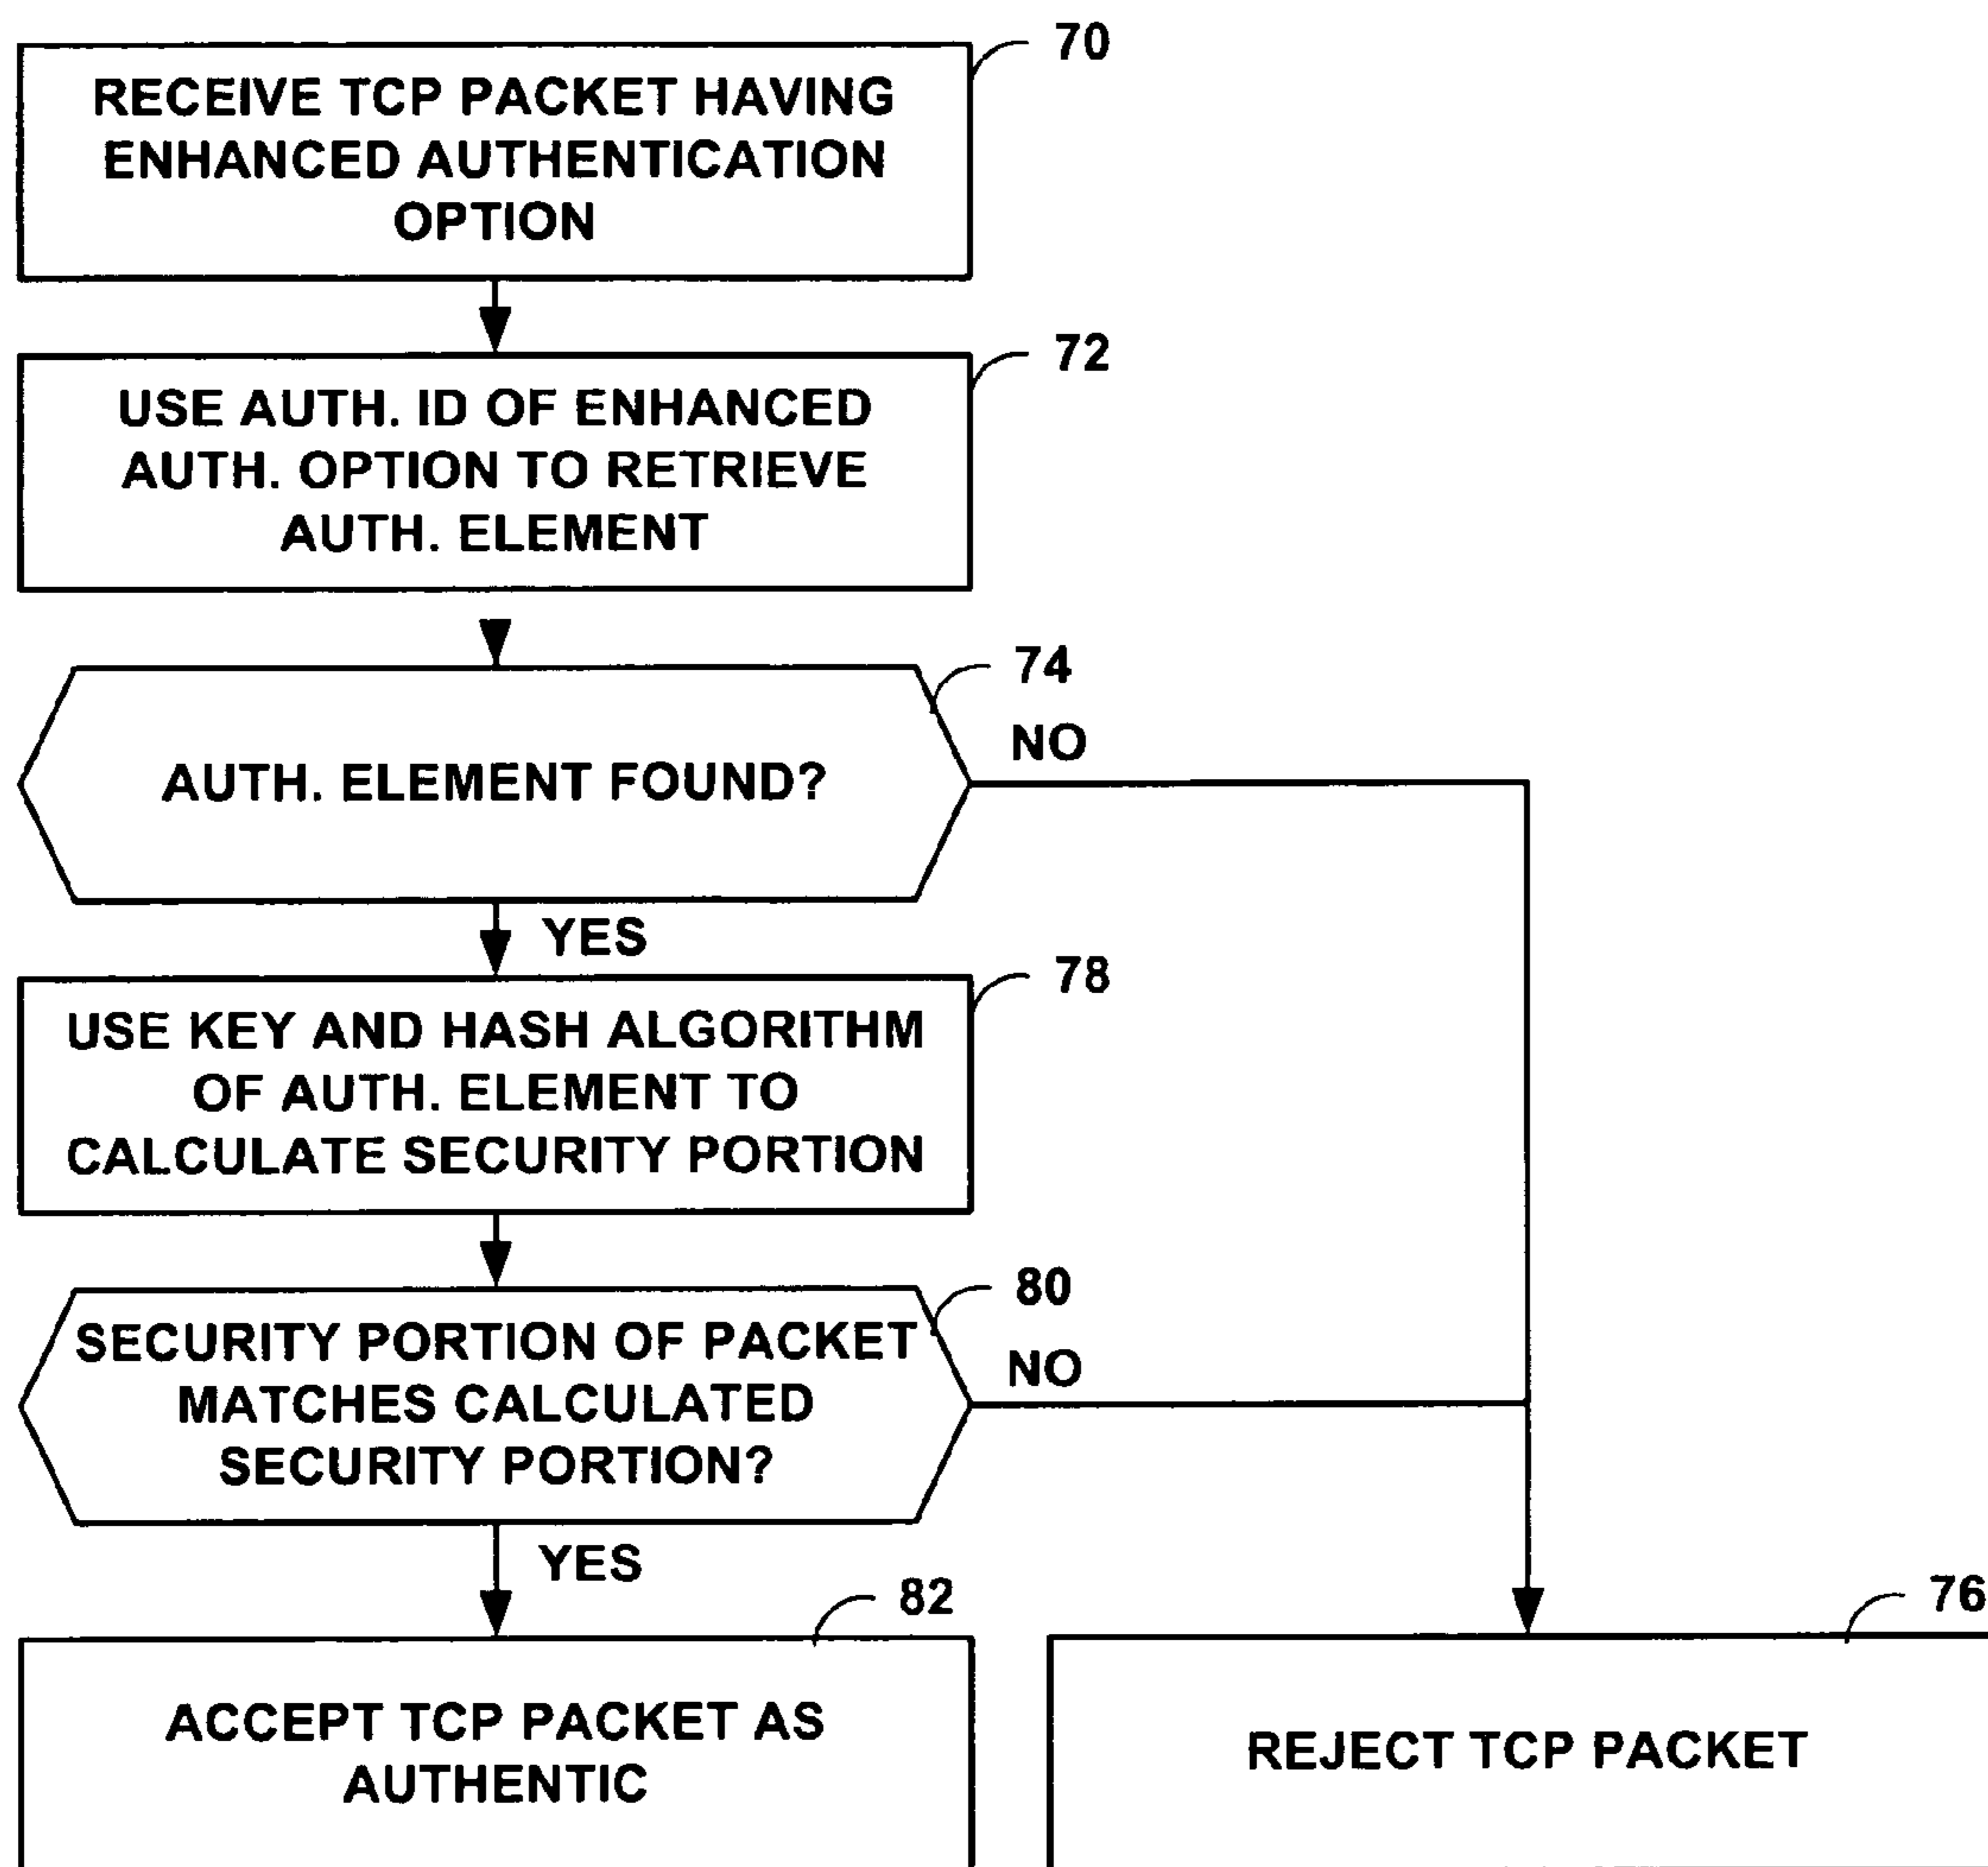 70
RECEIVE TCP PACKET HAVING
ENHANCED AUTHENTICATION
OPTION
72
USE AUTH. ID OF ENHANCED
AUTH. OPTION TO RETRIEVE
AUTH. ELEMENT
74
NO
AUTH. ELEMENT FOUND?
YES
78
USE KEY AND HASH ALGORITHM
OF AUTH. ELEMENT TO
CALCULATE SECURITY PORTION
80
SECURITY PORTION OF PACKET
NO
MATCHES CALCULATED
SECURITY PORTION?
YES
82
76
ACCEPT TCP PACKET AS
AUTHENTIC
REJECT TCP PACKET